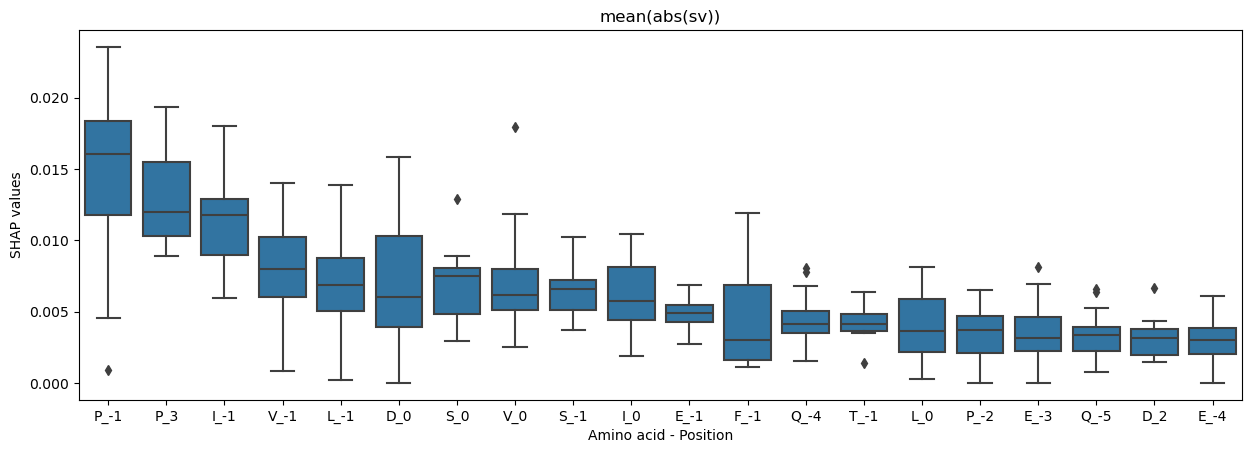 mean(abs(sv))
SHAP values
0.020
0.015
0.010
0.005
0.000
P_-1 P_3 I_-1 V_-1 L_-1 D_0 S_0 V_0 S_-1 I_0 E_-1 F_-1 Q_-4 T_-1 L_0 P_-2 E_-3 Q_-5 D_2 E_-4
Amino acid - Position